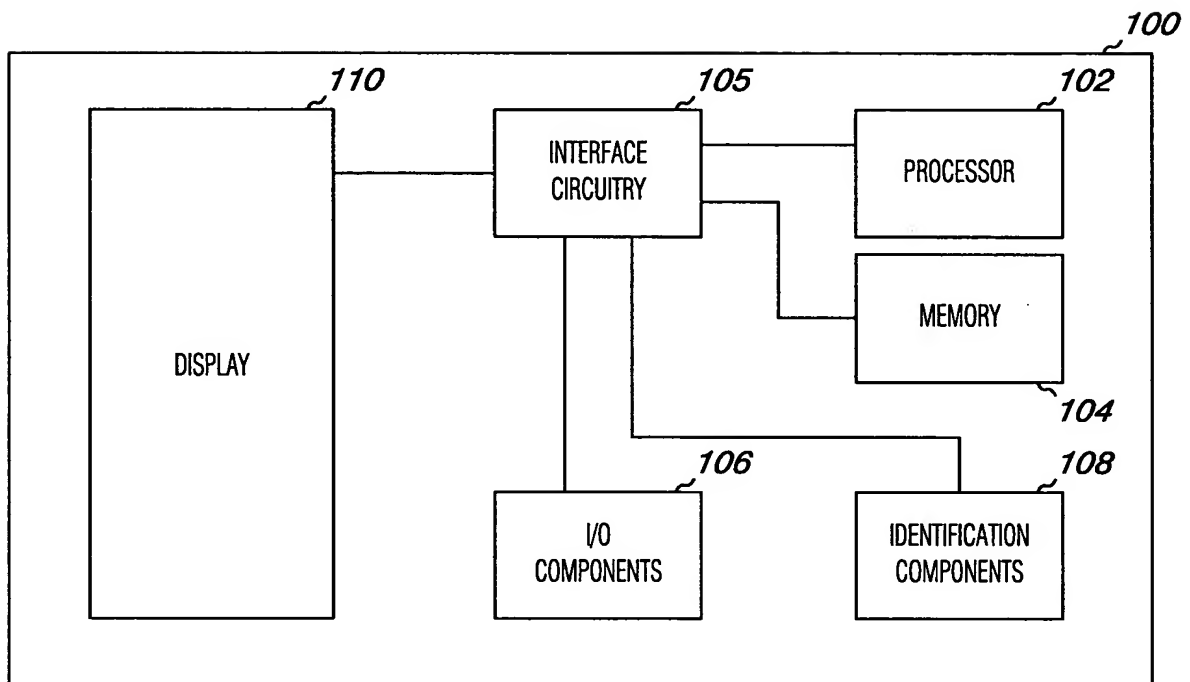 100
110
105
102
INTERFACE
CIRCUITRY
PROCESSOR
DISPLAY
MEMORY
104
106
108
I/O
COMPONENTS
IDENTIFICATION
COMPONENTS